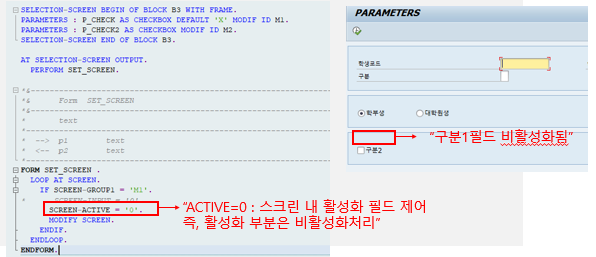 SELECTION-SCREEN BEGIN OF BLOCK B3 WITH FRAME.
PARAMETERS : P_CHECK AS CHECKBOX DEFAULT 'X' MODIF ID M1.
PARAMETERS : P_CHECK2 AS CHECKBOX MODIF ID M2.
SELECTION-SCREEN END OF BLOCK B3.
AT SELECTION-SCREEN OUTPUT.
PERFORM SET_SCREEN.
*&---------------------------------------------------------------------
*& Form SET_SCREEN
*&---------------------------------------------------------------------
* text
*----------------------------------------------------------------------
* --> p1 text
* <-- p2 text
*----------------------------------------------------------------------
FORM SET_SCREEN .
LOOP AT SCREEN.
IF SCREEN-GROUP1 = 'M1'.
* SCREEN-INPUT = '0'.
SCREEN-ACTIVE = '0'.
MODIFY SCREEN.
ENDIF.
ENDLOOP.
ENDFORM.
"ACTIVE=0 : 스크린 내 활성화 필드 제어
즉, 활성화 부분은 비활성화처리"
PARAMETERS
학생코드
구분
학부생 대학원생
"구분1필드 비활성화됨"
구분2